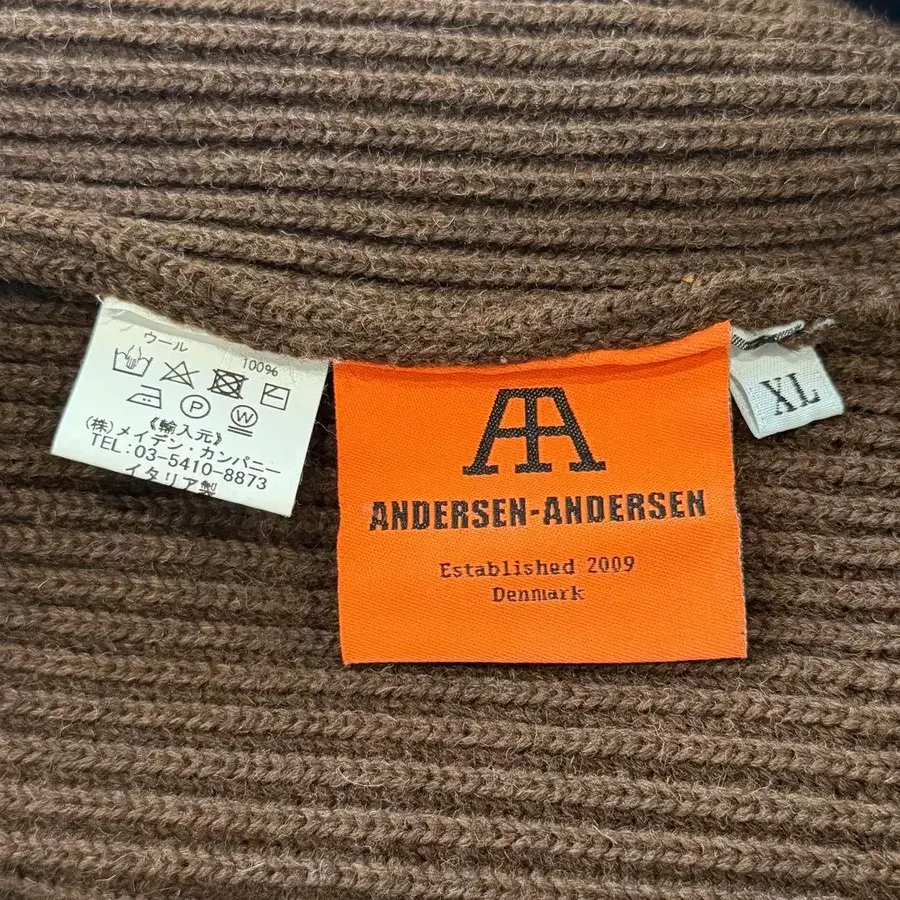 ウール 100%
P W
《輸入元》
(株)メイデン・カンパニー
TEL:03-5410-8873
イタリア製
AA
ANDERSEN-ANDERSEN
Established 2009
Denmark
XL